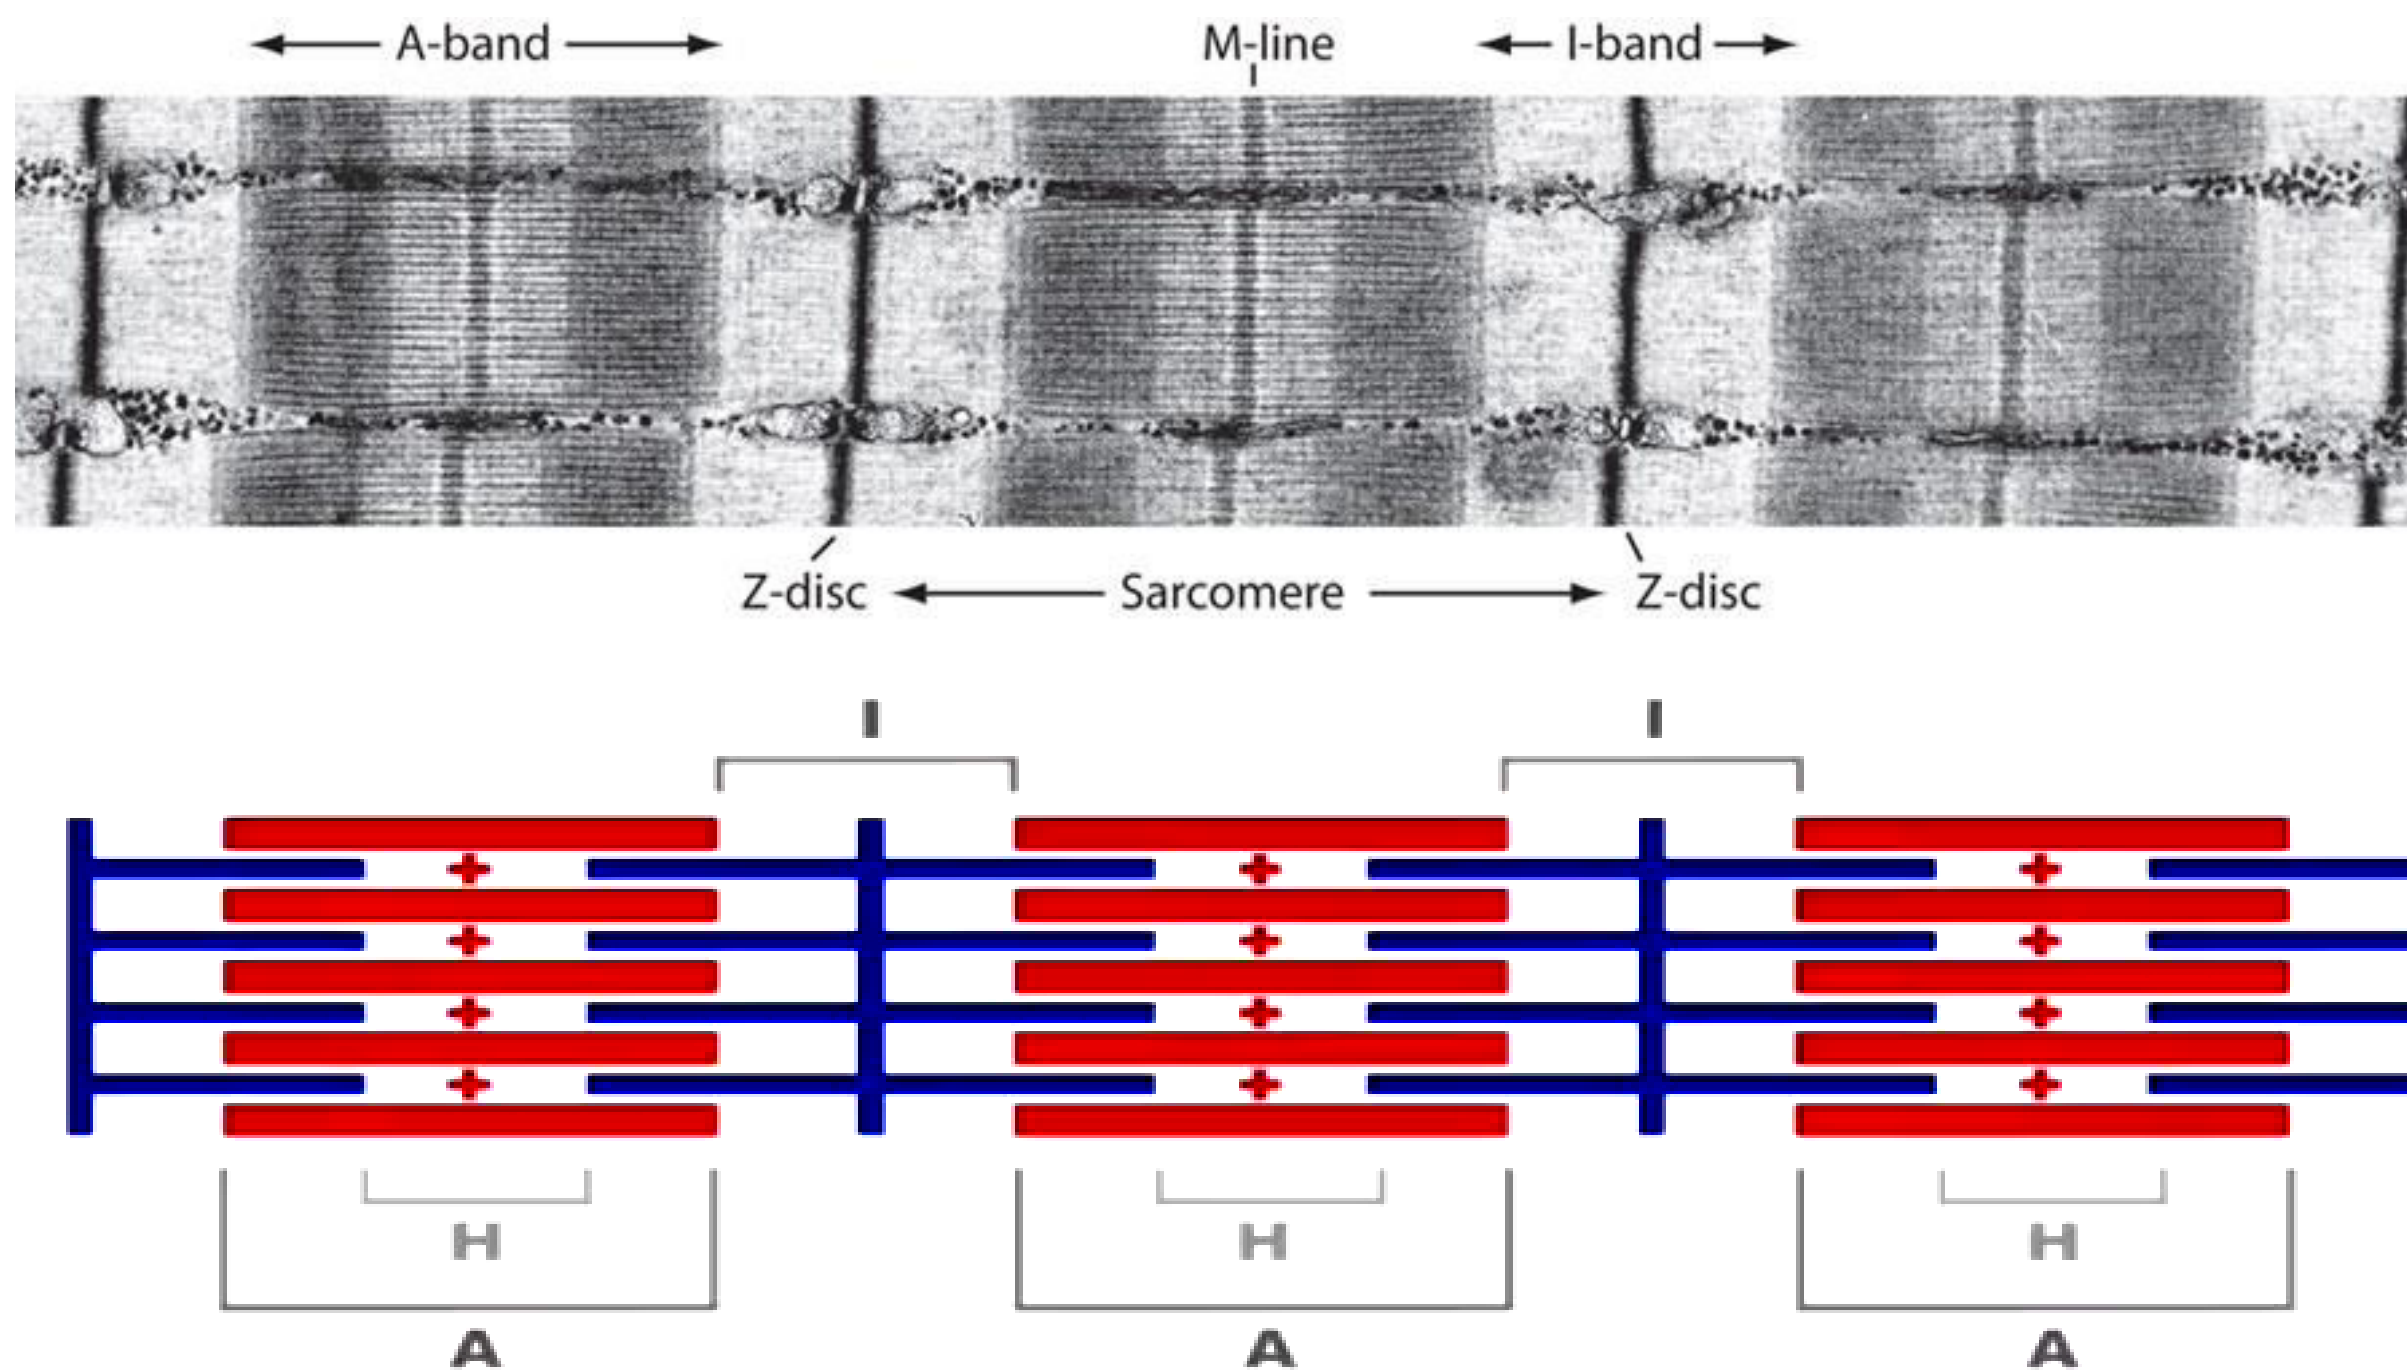 A-band M-line I-band
Z-disc Sarcomere Z-disc
I I
H H H
A A A